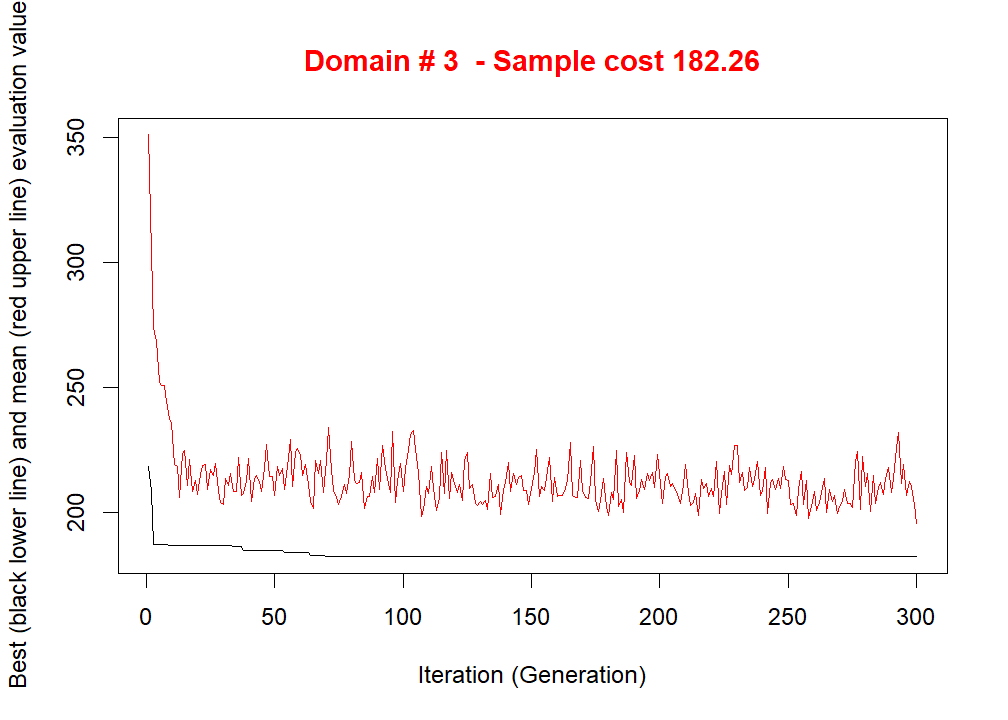 Domain # 3  - Sample cost 182.26
Best (black lower line) and mean (red upper line) evaluation value
350
300
250
200
0 50 100 150 200 250 300
Iteration (Generation)